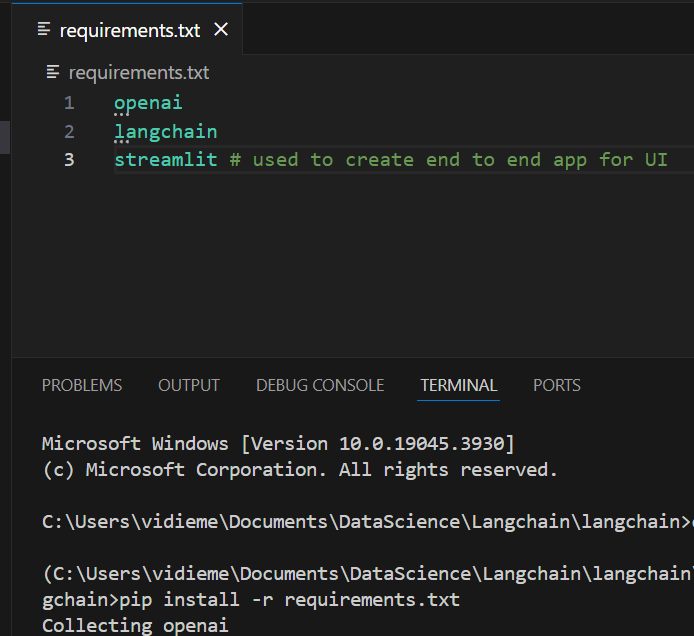 requirements.txt
requirements.txt
1 openai
2 langchain
3 streamlit # used to create end to end app for UI
PROBLEMS OUTPUT DEBUG CONSOLE TERMINAL PORTS
Microsoft Windows [Version 10.0.19045.3930]
(c) Microsoft Corporation. All rights reserved.
C:\Users\vidieme\Documents\DataScience\Langchain\langchain>
(C:\Users\vidieme\Documents\DataScience\Langchain\langchain\
gchain>pip install -r requirements.txt
Collecting openai